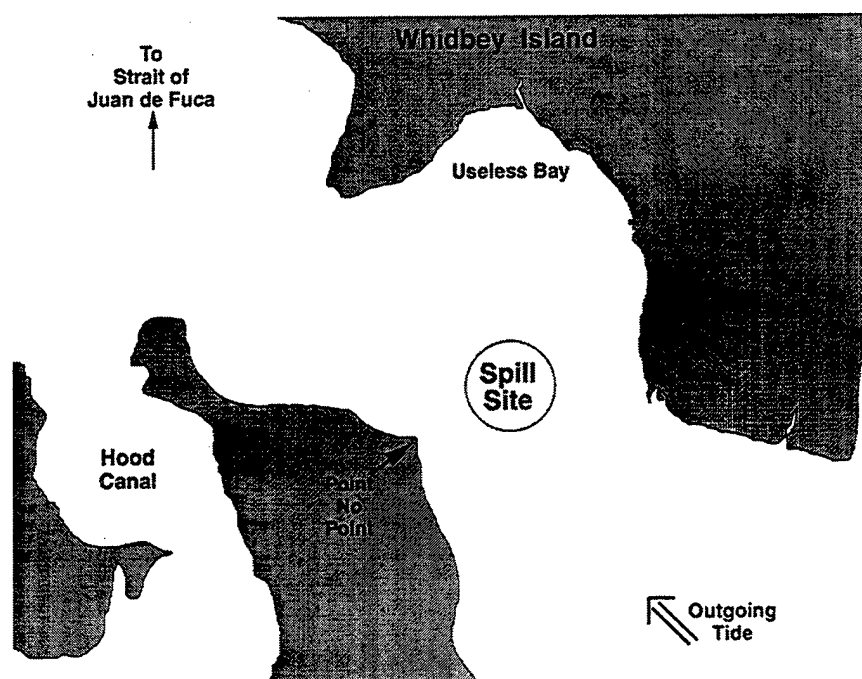 Whidbey Island
To
Strait of
Juan de Fuca
Useless Bay
Spill
Site
Hood
Canal
Point
No
Point
Outgoing
Tide